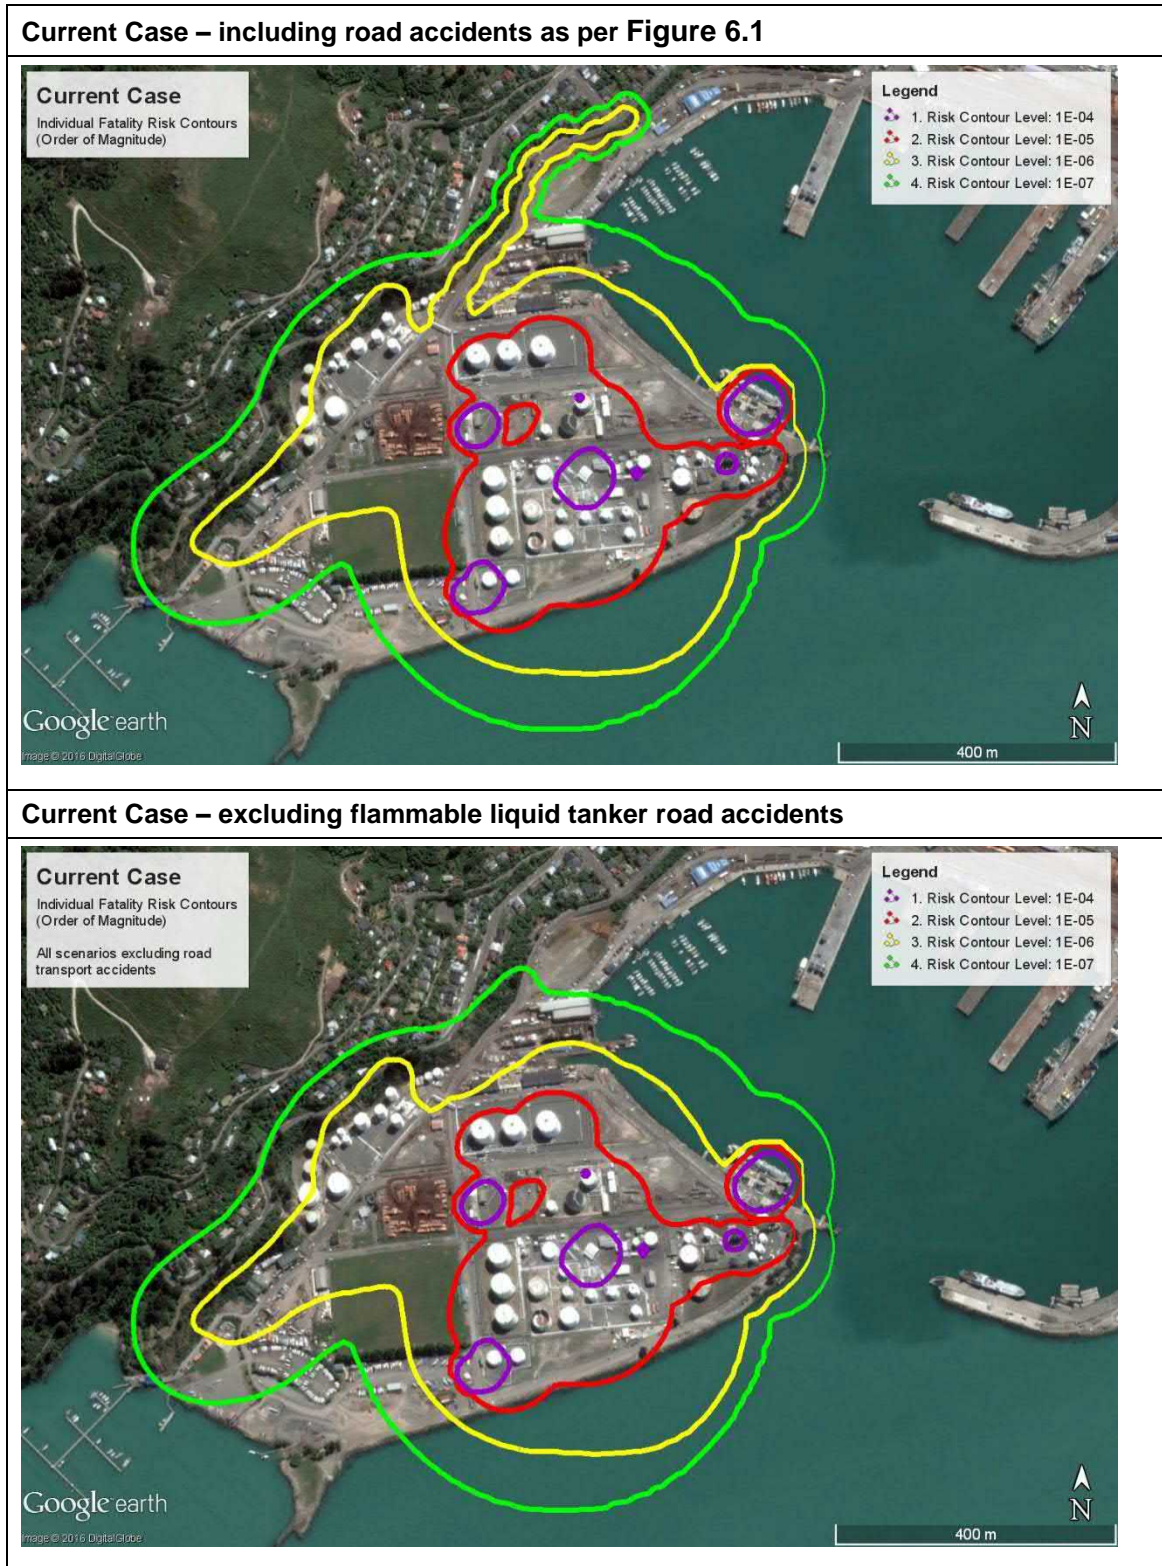 Current Case – including road accidents as per Figure 6.1
Current Case
Individual Fatality Risk Contours
(Order of Magnitude)
Legend
1. Risk Contour Level: 1E-04
2. Risk Contour Level: 1E-05
3. Risk Contour Level: 1E-06
4. Risk Contour Level: 1E-07
Google earth
Image © 2016 DigitalGlobe
N
400 m
Current Case – excluding flammable liquid tanker road accidents
Current Case
Individual Fatality Risk Contours
(Order of Magnitude)
All scenarios excluding road
transport accidents
Legend
1. Risk Contour Level: 1E-04
2. Risk Contour Level: 1E-05
3. Risk Contour Level: 1E-06
4. Risk Contour Level: 1E-07
Google earth
Image © 2016 DigitalGlobe
N
400 m